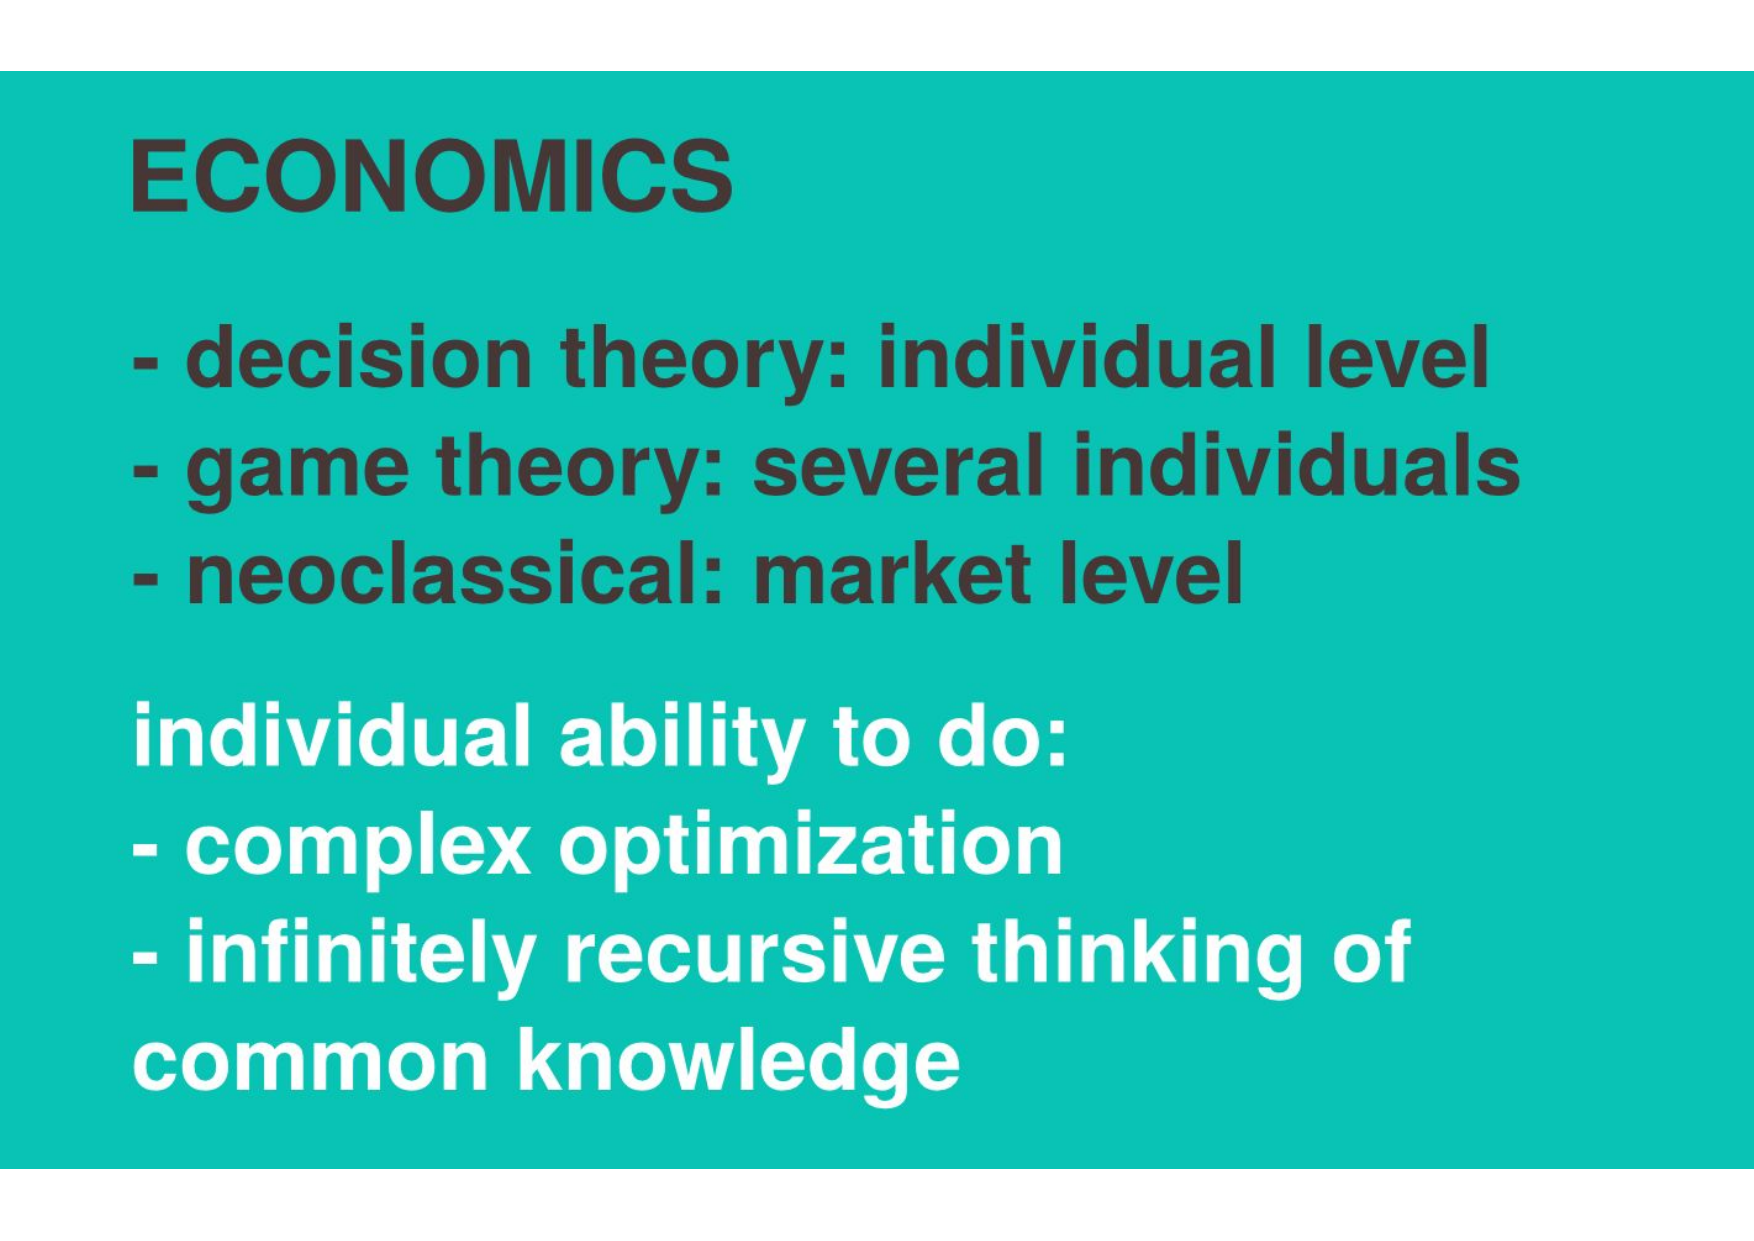 ECONOMICS
- decision theory: individual level
- game theory: several individuals
- neoclassical: market level
individual ability to do:
- complex optimization
- infinitely recursive thinking of
common knowledge